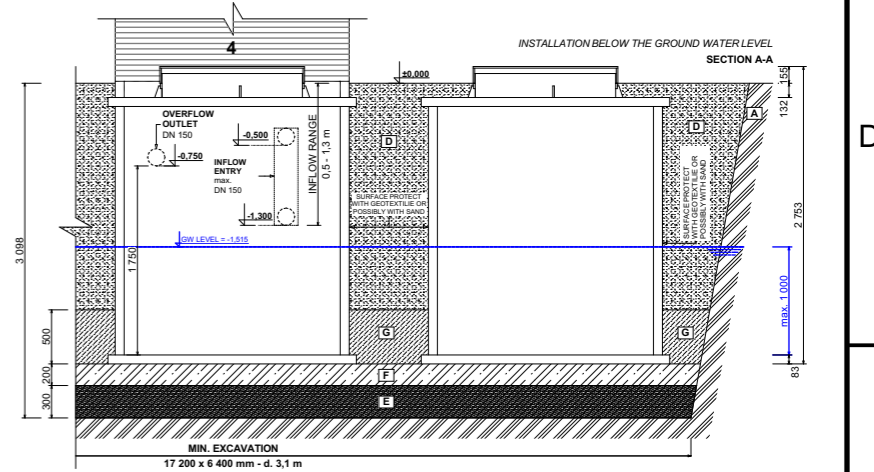 4
INSTALLATION BELOW THE GROUND WATER LEVEL
SECTION A-A
±0,000
155
132
A
D
D
D
OVERFLOW
OUTLET
DN 150
-0,750
-0,500
INFLOW
ENTRY
max.
DN 150
-1,300
INFLOW RANGE
0,5 - 1,3 m
SURFACE PROTECT
WITH GEOTEXTILIE OR
POSSIBLY WITH SAND
SURFACE PROTECT
WITH GEOTEXTILIE OR
POSSIBLY WITH SAND
GW LEVEL = -1,515
3 098
1 750
2 753
max. 1 000
500
200
300
83
G
G
F
E
MIN. EXCAVATION
17 200 x 6 400 mm - d. 3,1 m